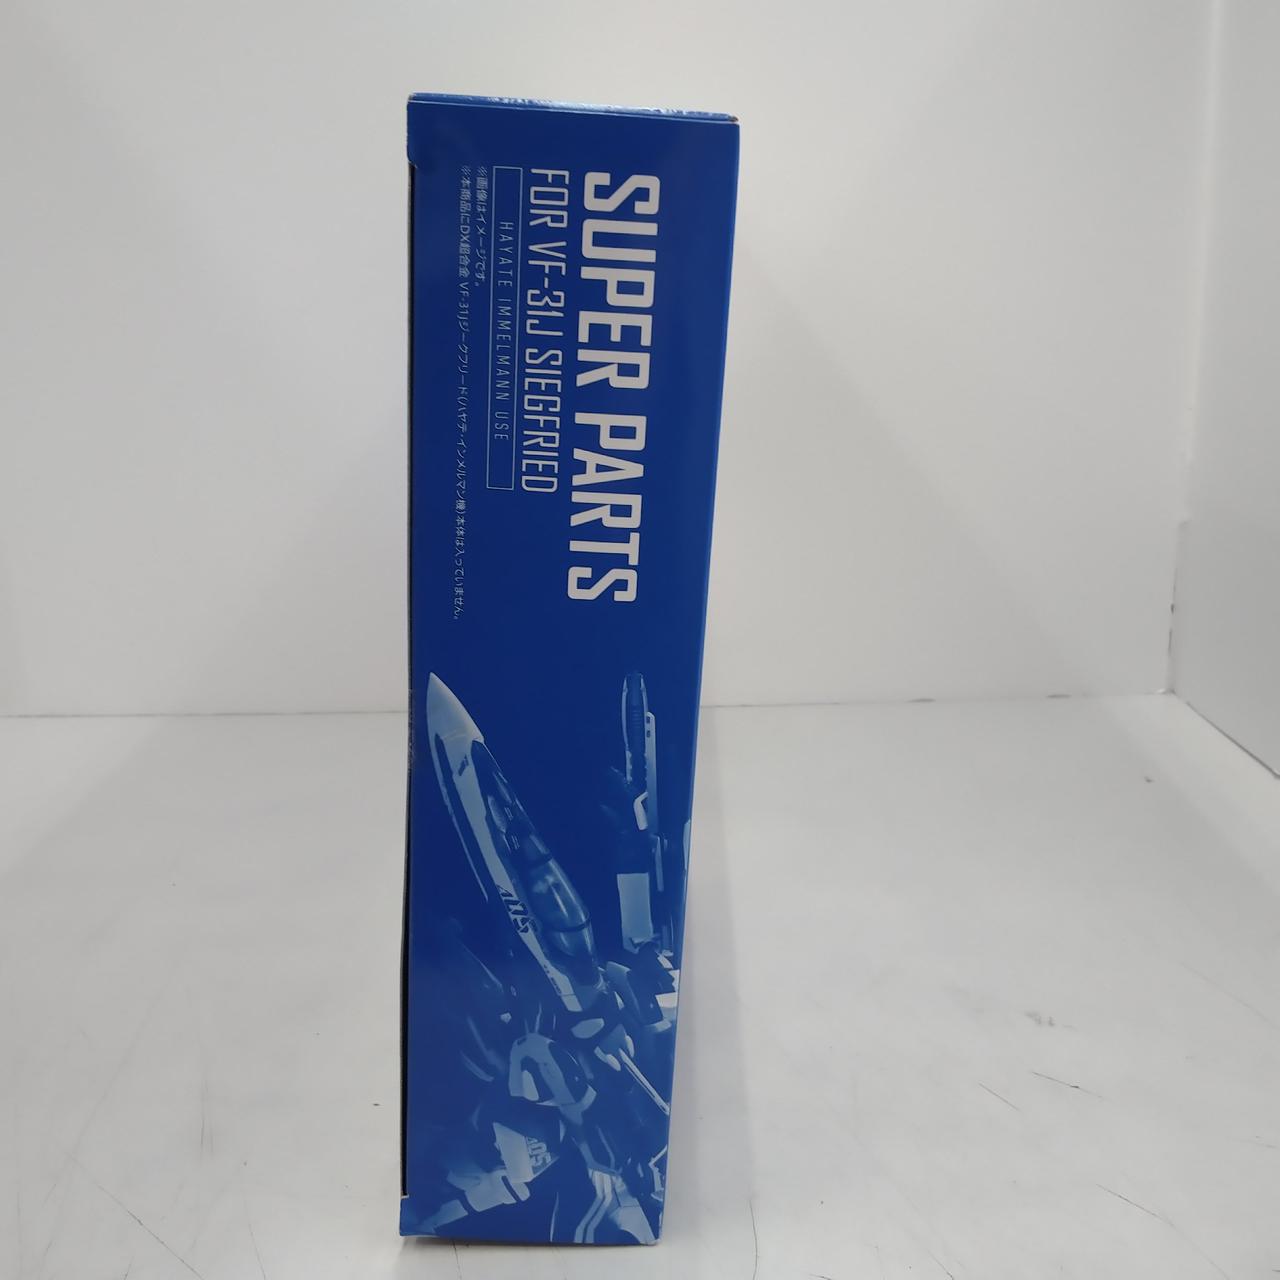 SUPER PARTS
FOR VF-31J SIEGFRIED
HAYATE IMMELMANN USE
※画像はイメージです。
※本商品にDX超合金 VF-31Jジークフリード(ハヤテ・インメルマン機)本体は入っていません。
405
405